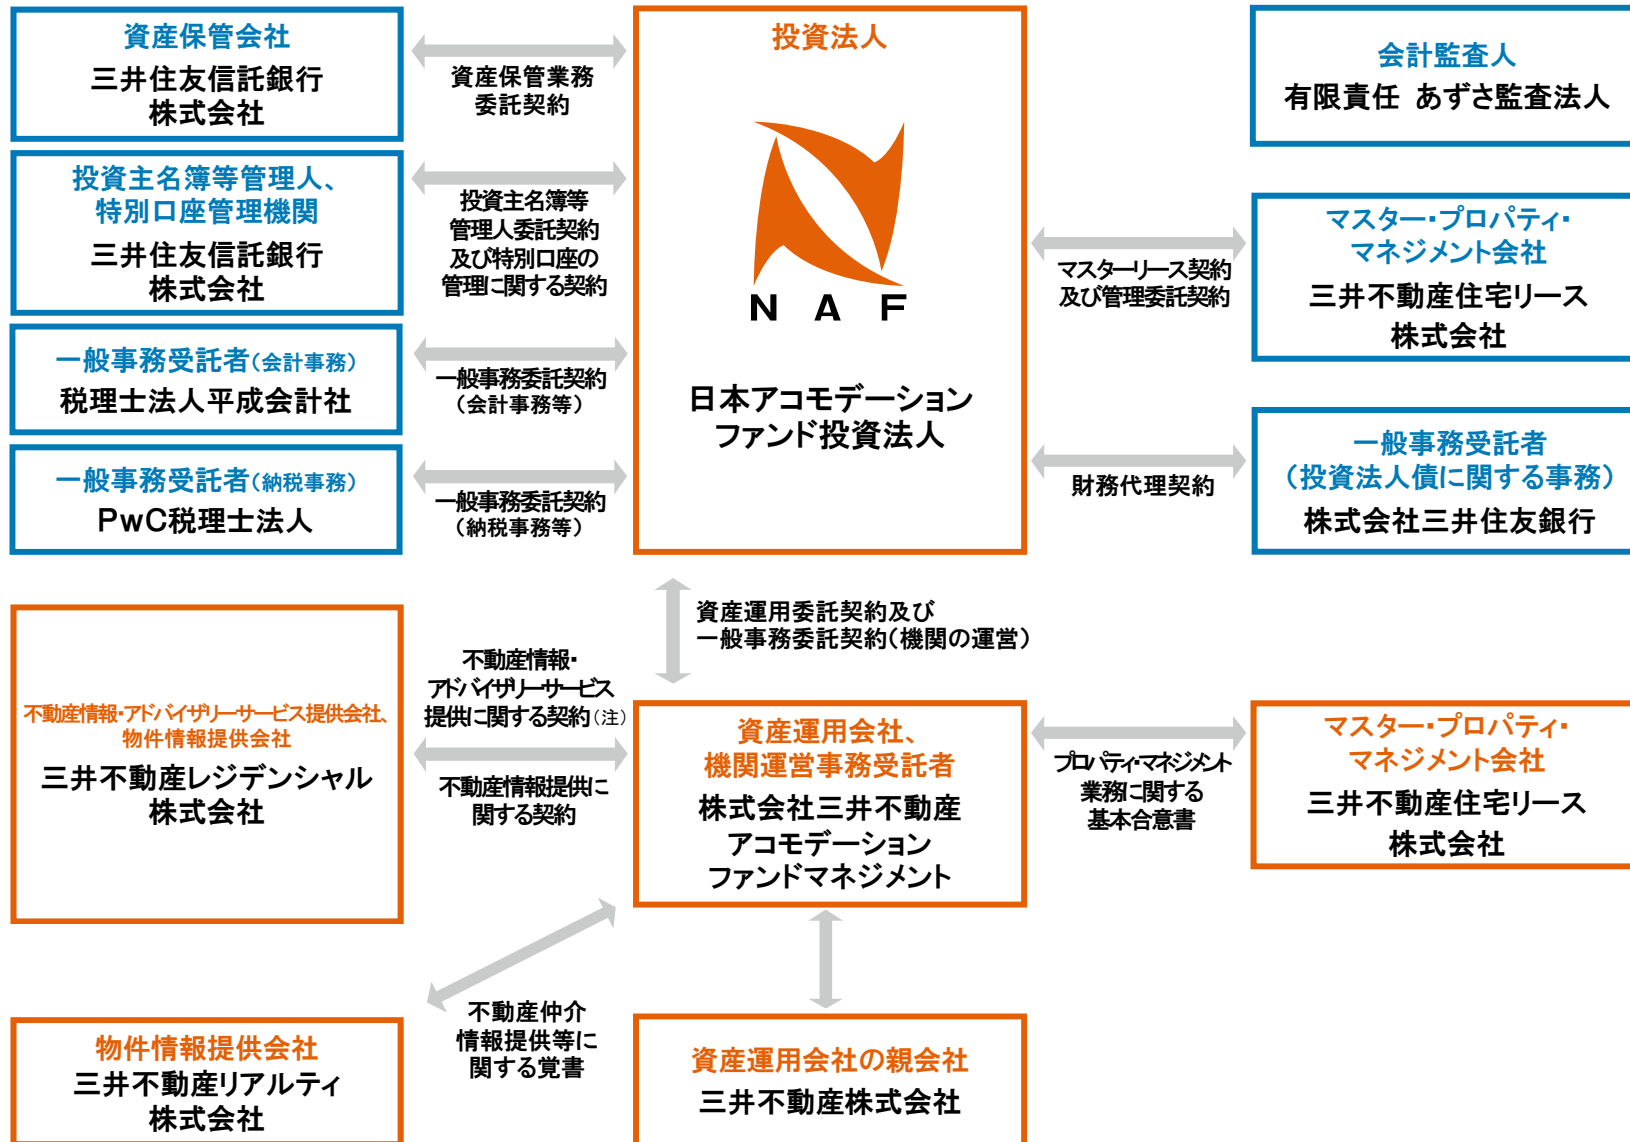 資産保管会社
三井住友信託銀行
株式会社
資産保管業務
委託契約
投資主名簿等管理人、
特別口座管理機関
三井住友信託銀行
株式会社
投資主名簿等
管理人委託契約
及び特別口座の
管理に関する契約
一般事務受託者(会計事務)
税理士法人平成会計社
一般事務委託契約
(会計事務等)
一般事務受託者(納税事務)
PwC税理士法人
一般事務委託契約
(納税事務等)
投資法人
NAF
日本アコモデーション
ファンド投資法人
会計監査人
有限責任 あずさ監査法人
マスターリース契約
及び管理委託契約
マスター・プロパティ・
マネジメント会社
三井不動産住宅リース
株式会社
財務代理契約
一般事務受託者
(投資法人債に関する事務)
株式会社三井住友銀行
資産運用委託契約及び
一般事務委託契約(機関の運営)
不動産情報・アドバイザリーサービス提供会社、
物件情報提供会社
三井不動産レジデンシャル
株式会社
不動産情報・
アドバイザリーサービス
提供に関する契約(注)
不動産情報提供に
関する契約
資産運用会社、
機関運営事務受託者
株式会社三井不動産
アコモデーション
ファンドマネジメント
プロパティ・マネジメント
業務に関する
基本合意書
マスター・プロパティ・
マネジメント会社
三井不動産住宅リース
株式会社
物件情報提供会社
三井不動産リアルティ
株式会社
不動産仲介
情報提供等に
関する覚書
資産運用会社の親会社
三井不動産株式会社